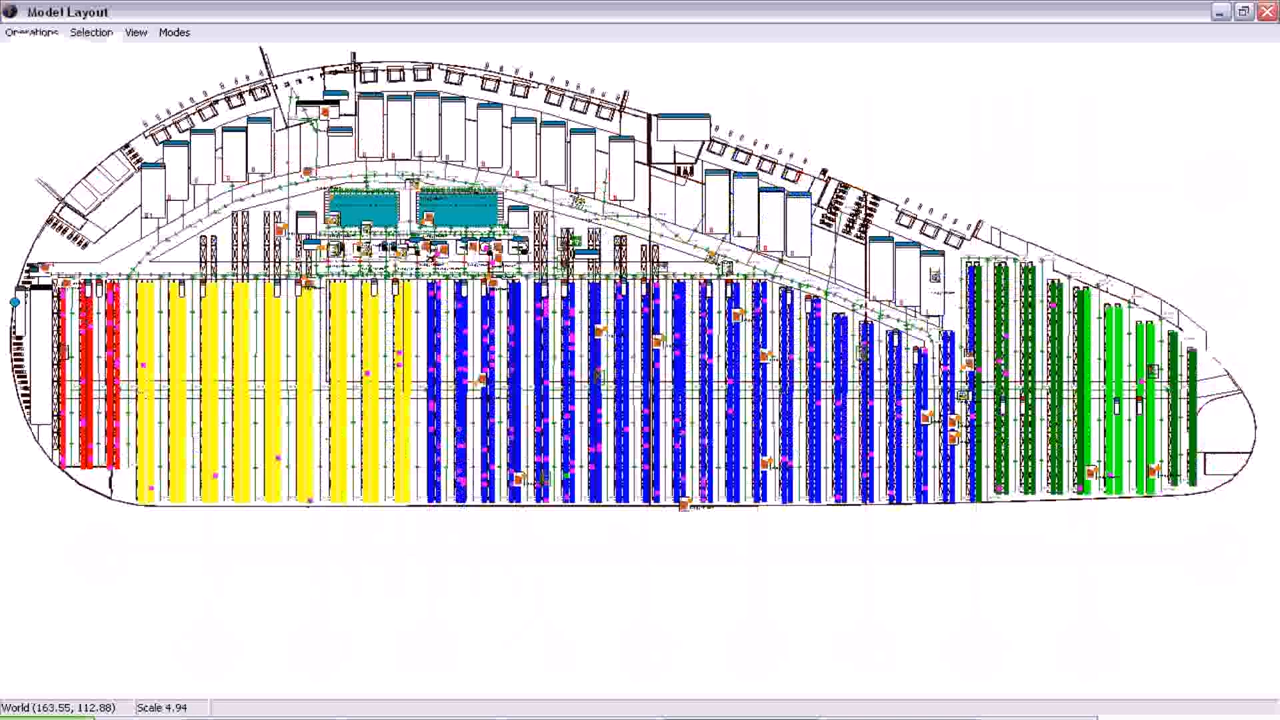 Model Layout
Operations Selection View Modes
World (163.55, 112.88) Scale 4.94